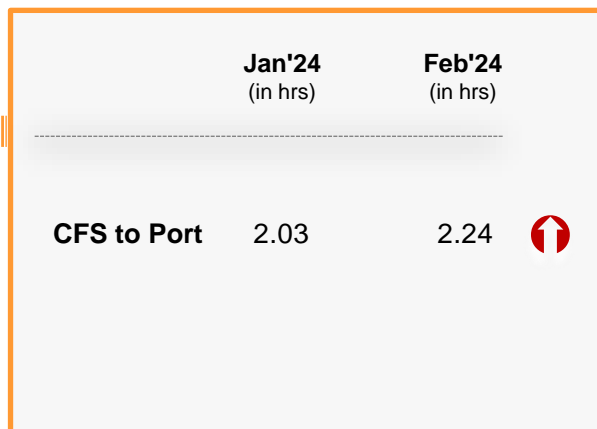 Jan'24 Feb'24
(in hrs) (in hrs)
CFS to Port 2.03 2.24